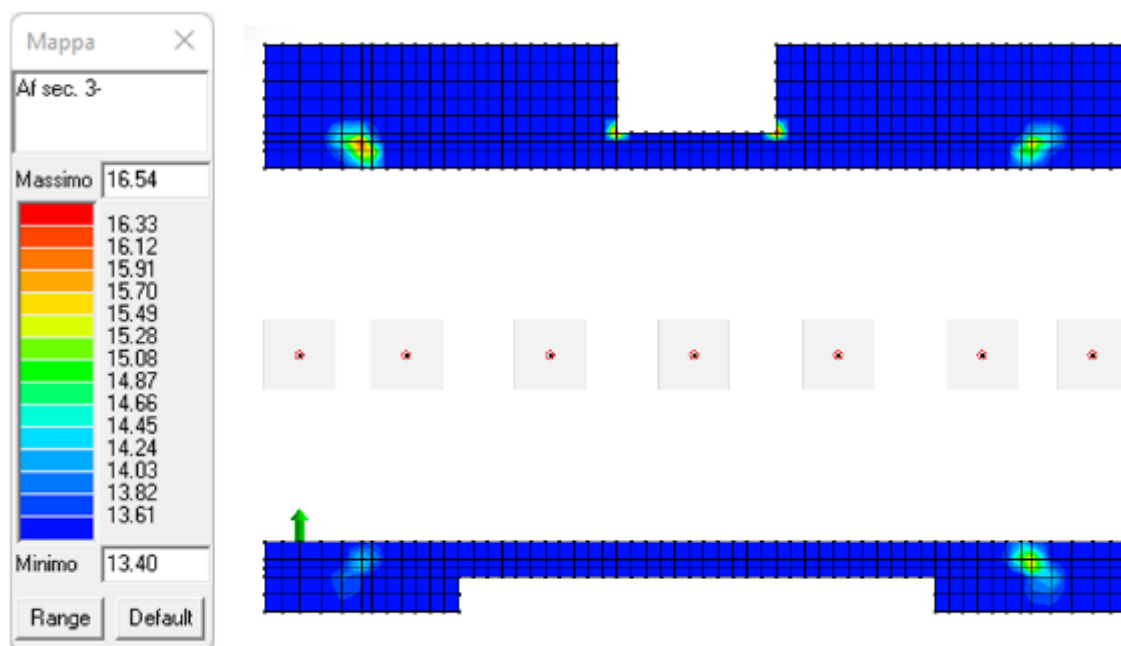 Mappa
Af sec. 3-
Massimo 16.54
16.33
16.12
15.91
15.70
15.49
15.28
15.08
14.87
14.66
14.45
14.24
14.03
13.82
13.61
Minimo 13.40
Range Default